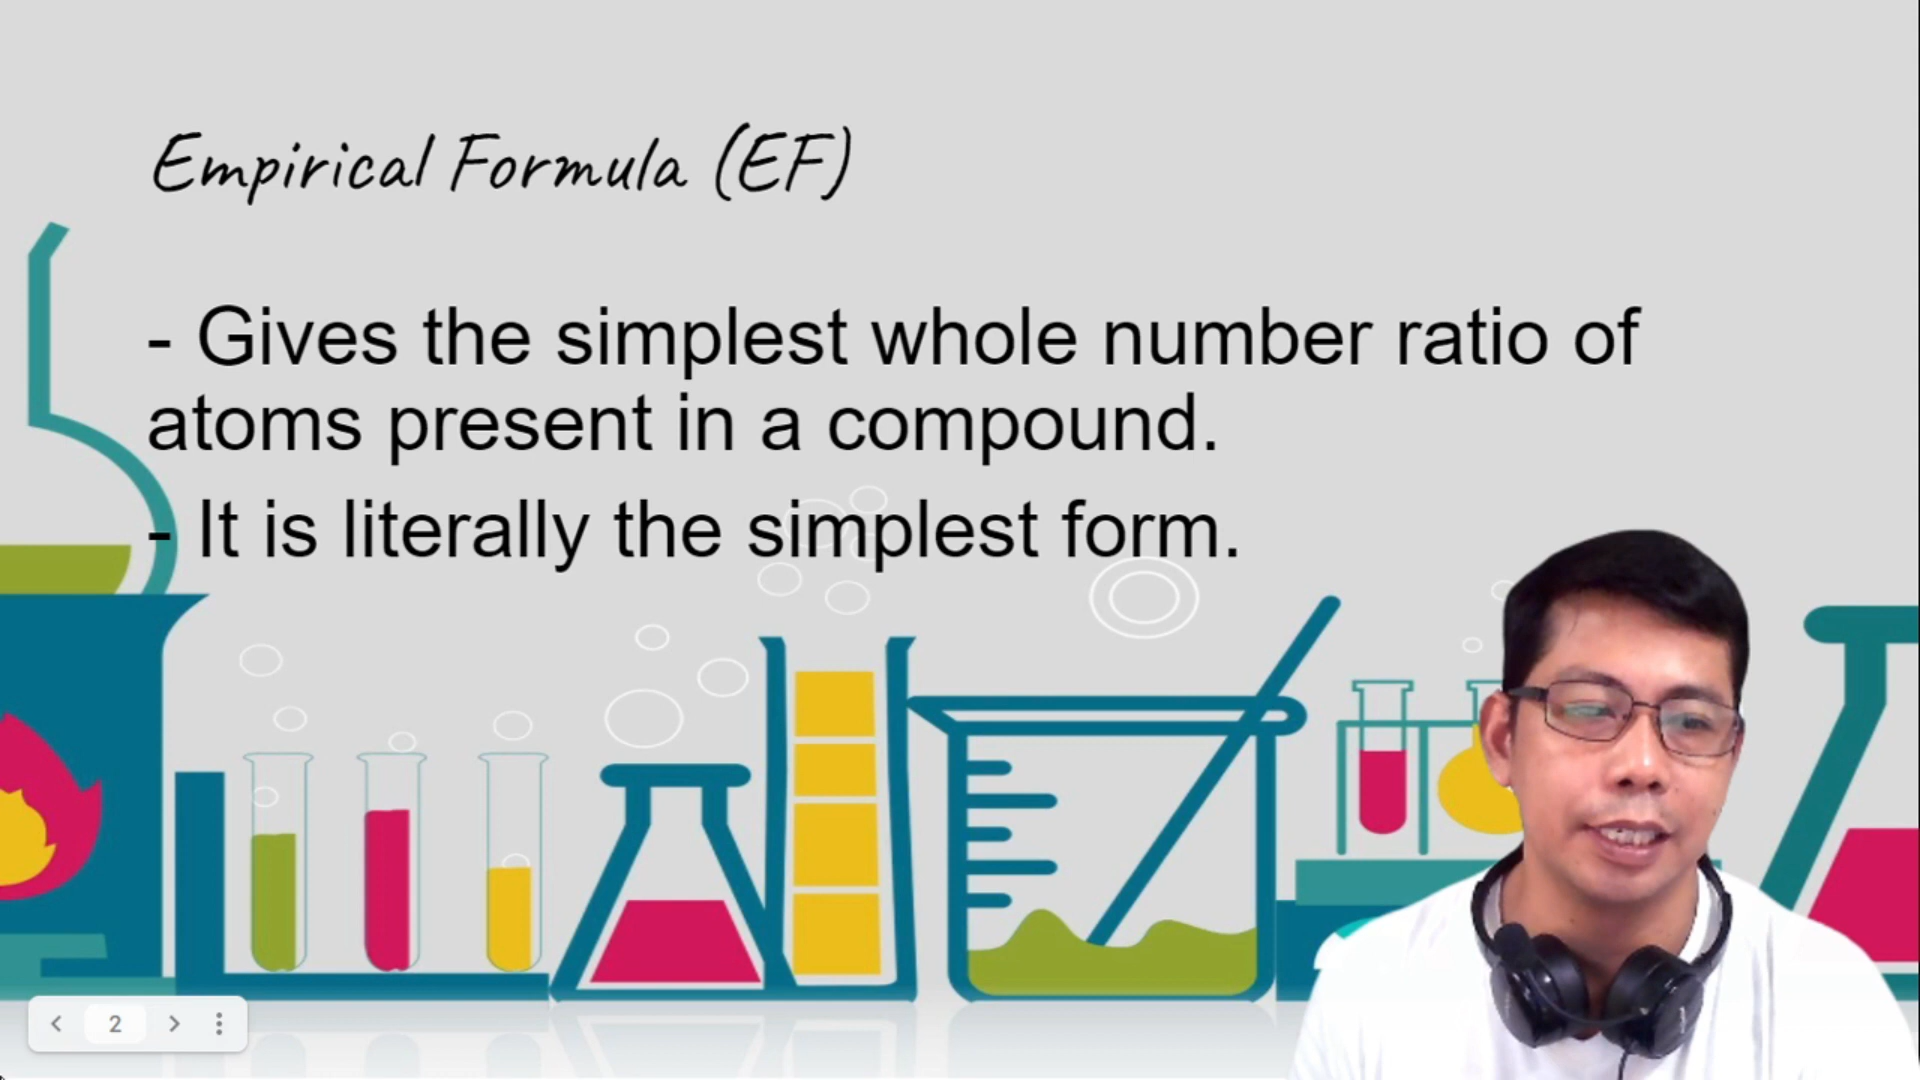 Empirical Formula (EF)
- Gives the simplest whole number ratio of
atoms present in a compound.
- It is literally the simplest form.
2